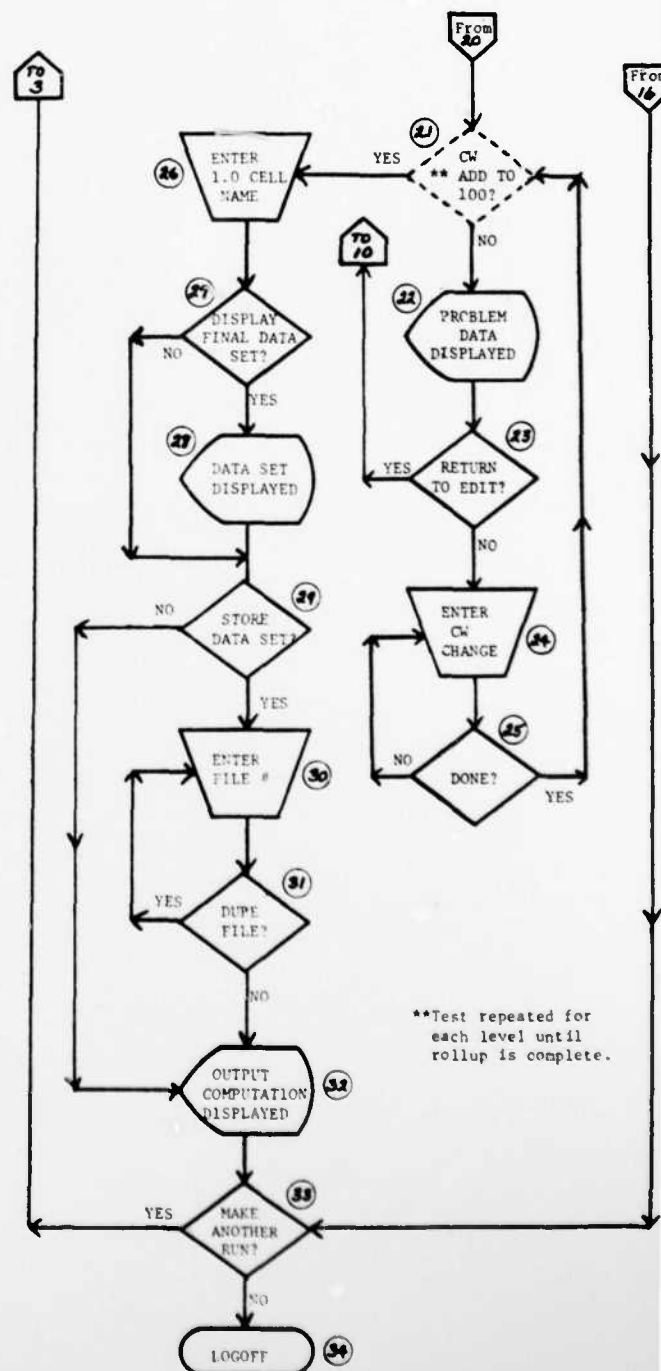 From
20
TO
3
From
16
21
CW
** ADD TO
100?
YES
NO
26
ENTER
1.0 CELL
NAME
TO
10
22
PROBLEM
DATA
DISPLAYED
DISPLAY
FINAL DATA
SET?
NO
YES
23
RETURN
TO EDIT?
YES
NO
28
DATA SET
DISPLAYED
24
ENTER
CW
CHANGE
29
STORE
DATA SET?
NO
YES
25
DONE?
NO
YES
30
ENTER
FILE #
31
DUPE
FILE?
YES
NO
**Test repeated for
each level until
rollup is complete.
32
OUTPUT
COMPUTATION
DISPLAYED
33
MAKE
ANOTHER
RUN?
YES
NO
34
LOGOFF